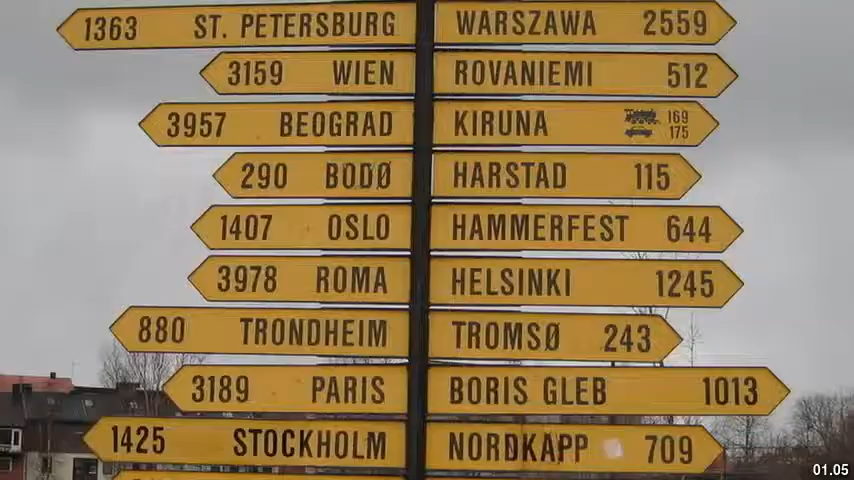 1363 ST. PETERSBURG
WARSZAWA 2559
3159 WIEN
ROVANIEMI 512
3957 BEOGRAD
KIRUNA 169
175
290 BODØ
HARSTAD 115
1407 OSLO
HAMMERFEST 644
3978 ROMA
HELSINKI 1245
880 TRONDHEIM
TROMSØ 243
3189 PARIS
BORIS GLEB 1013
1425 STOCKHOLM
NORDKAPP 709
01.05